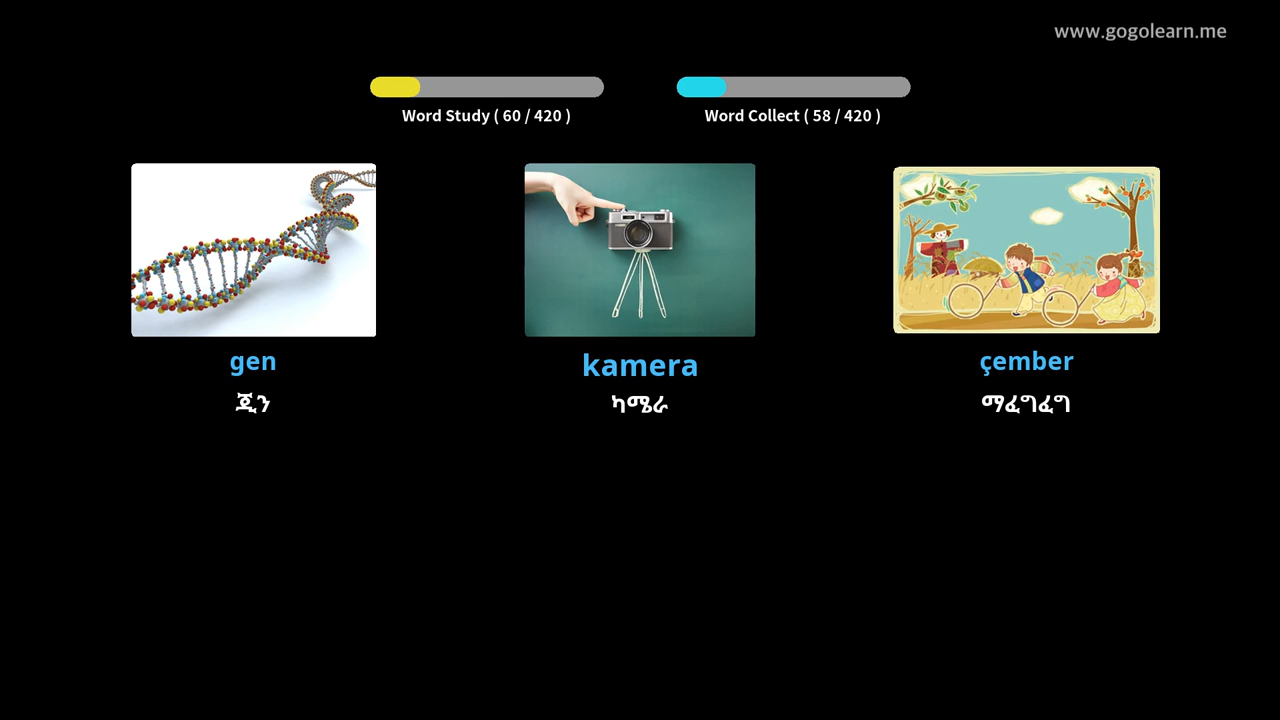 www.gogolearn.me
Word Study ( 60 / 420 )
Word Collect ( 58 / 420 )
gen
kamera
çember
ጂን
ካሜራ
ማፈግፈግ